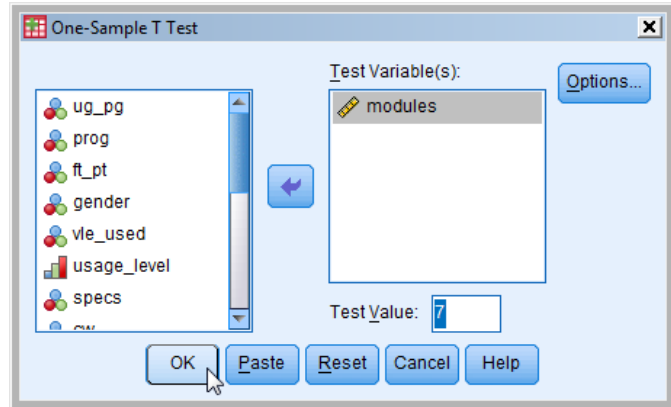 One-Sample T Test
Test Variable(s):
Options...
ug_pg
modules
prog
ft_pt
gender
vle_used
usage_level
specs
Test Value: 7
OK
Paste
Reset
Cancel
Help